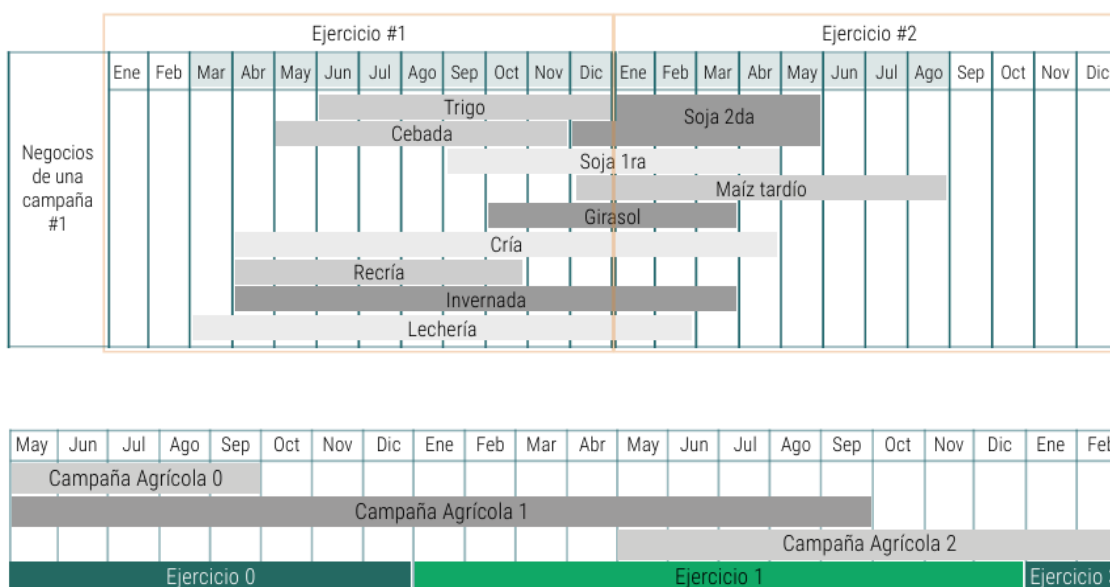 Ejercicio #1 Ejercicio #2
Ene Feb Mar Abr May Jun Jul Ago Sep Oct Nov Dic Ene Feb Mar Abr May Jun Jul Ago Sep Oct Nov Dic
Negocios
de una
campaña
#1
Trigo
Soja 2da
Cebada
Soja 1ra
Maíz tardío
Girasol
Cría
Recría
Invernada
Lechería
May Jun Jul Ago Sep Oct Nov Dic Ene Feb Mar Abr May Jun Jul Ago Sep Oct Nov Dic Ene Feb
Campaña Agrícola 0
Campaña Agrícola 1
Campaña Agrícola 2
Ejercicio 0 Ejercicio 1 Ejercicio